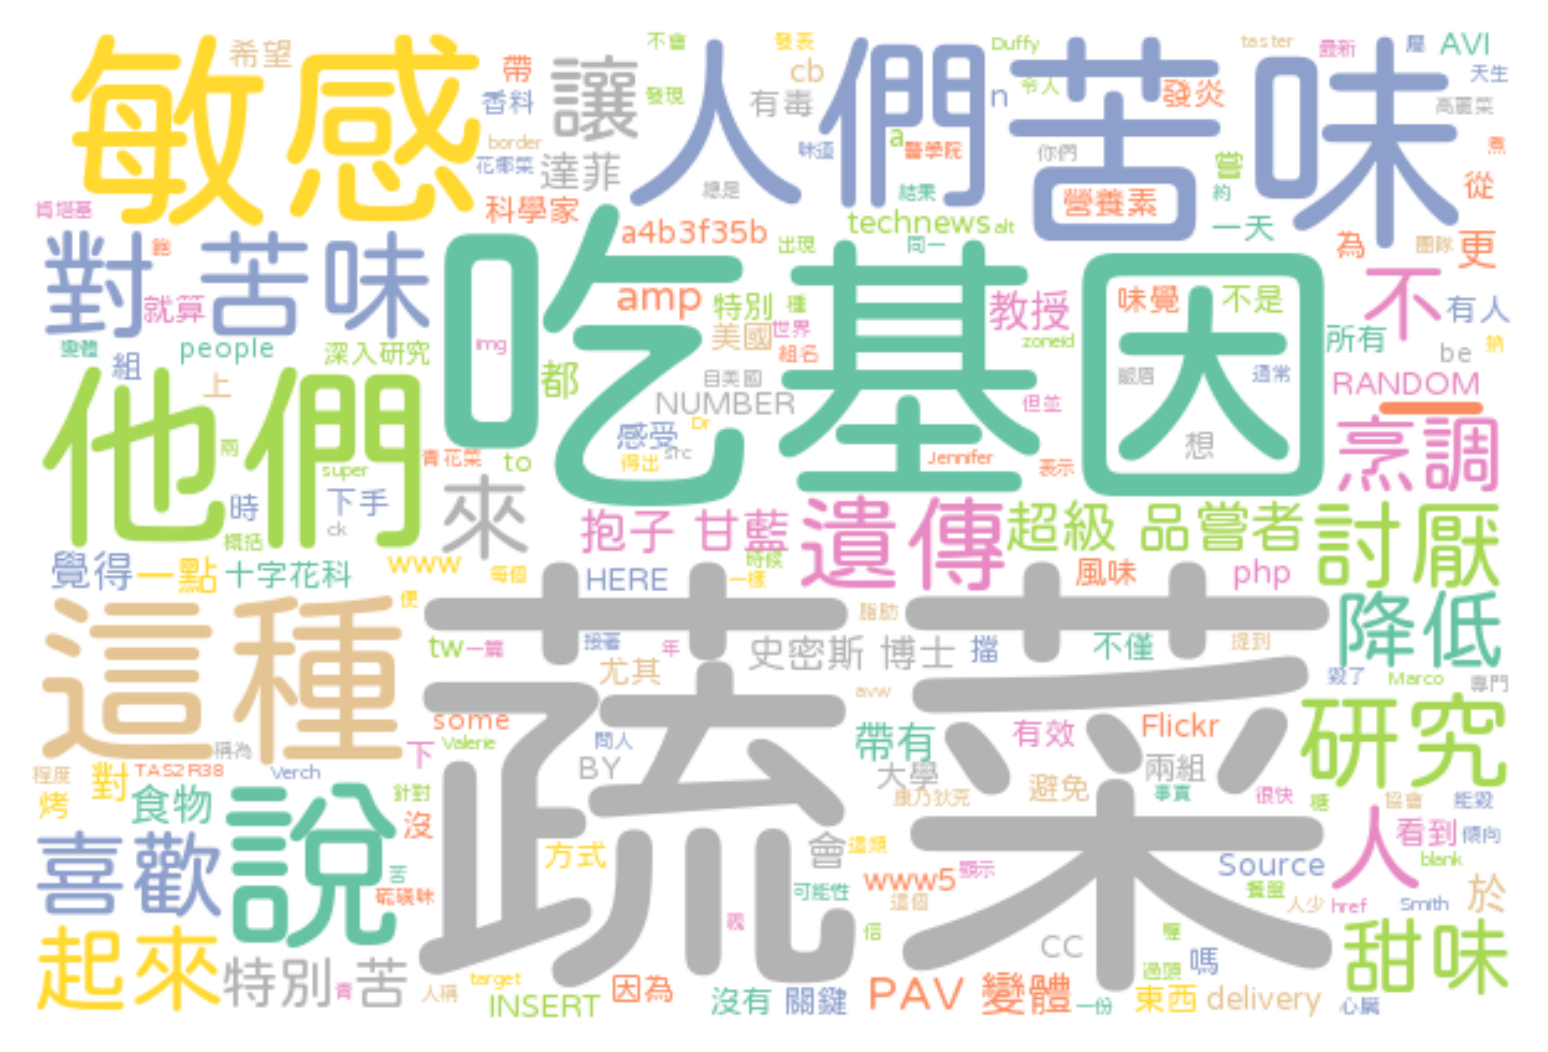 敏感
希望
帶
香料
border
花椰菜
讓
達菲
不會
發現
人們
有毒
發表
cb
味道
總是
a
醫學院
結果
n
Duffy
令人
你們
苦味
發炎
營養素
嘗
約
一天
taster
最新
屬
AVI
天生
高麗菜
煮
從
肯塔基
科學家
a4b3f35b
technews
alt
同一
出現
為
團隊
更
對 苦味
就算
變體
組
people
深入研究
上
吃基因
img
都
amp
特別
種
美國
世界
組名
目美國
NUMBER
感受
Dr
src
得出
教授
zoneid
但並
Jennifer
表示
味覺
不是
皺眉
通常
想
不
有人
所有
be
RANDOM
他們
兩
super
青花菜
to
時
下手
ck
概括
來
烹調
抱子 甘藍
遺傳
超級 品嘗者
討厭
覺得
一點
十字花科
www
每個
HERE
時候
一樣
風味
php
這種
便
蔬菜
脂肪
降低
tw
一篇
接著
年
尤其
史密斯 博士
擋
不僅
提到
毀了
Marco
專門
avw
some
Valerie
稱為
下
問人
BY
帶有
大學
康乃狄克
有效
避免
Flickr
兩組
事實
很快
糖
研究
協會
能毀
程度
對
TAS2R38
Verch
烤
食物
針對
沒
說
方式
會
這類
人
看到
傾向
blank
喜歡
苦
硫磺味
可能性
www5
顯示
這個
Source
餐盤
人少
href
Smith
於
信
起來
特別
青
苦
人稱
target
INSERT
因為
沒有
關鍵
PAV
變體
一份
CC
過頭
嗎
東西
delivery
心臟
甜味